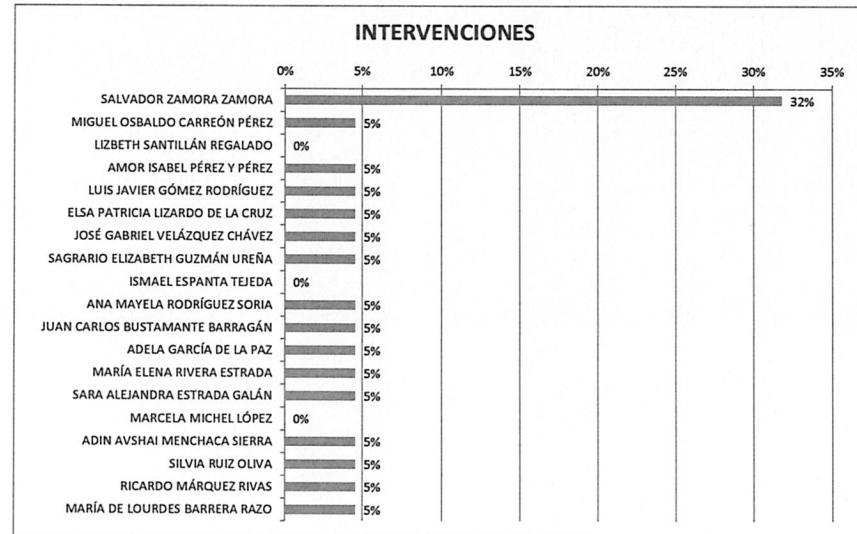 INTERVENCIONES
0% 5% 10% 15% 20% 25% 30% 35%
SALVADOR ZAMORA ZAMORA 32%
MIGUEL OSBALDO CARREÓN PÉREZ 5%
LIZBETH SANTILLÁN REGALADO 0%
AMOR ISABEL PÉREZ Y PÉREZ 5%
LUIS JAVIER GÓMEZ RODRÍGUEZ 5%
ELSA PATRICIA LIZARDO DE LA CRUZ 5%
JOSÉ GABRIEL VELÁZQUEZ CHÁVEZ 5%
SAGRARIO ELIZABETH GUZMÁN UREÑA 5%
ISMAEL ESPANTA TEJEDA 0%
ANA MAYELA RODRÍGUEZ SORIA 5%
JUAN CARLOS BUSTAMANTE BARRAGÁN 5%
ADELA GARCÍA DE LA PAZ 5%
MARÍA ELENA RIVERA ESTRADA 5%
SARA ALEJANDRA ESTRADA GALÁN 5%
MARCELA MICHEL LÓPEZ 0%
ADIN AVSHAI MENCHACA SIERRA 5%
SILVIA RUIZ OLIVA 5%
RICARDO MÁRQUEZ RIVAS 5%
MARÍA DE LOURDES BARRERA RAZO 5%